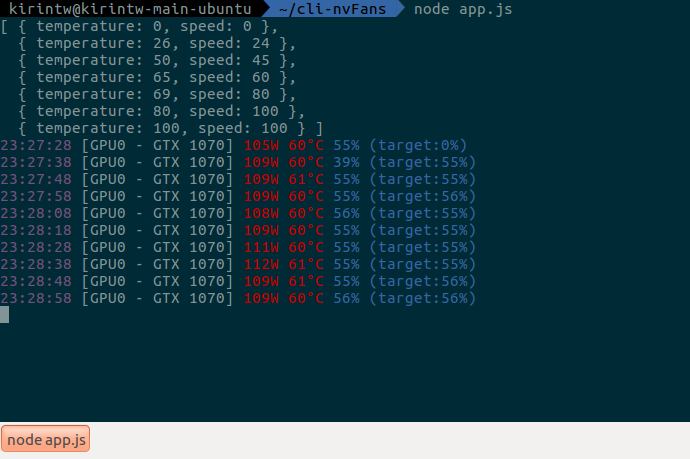 kirintw@kirintw-main-ubuntu ~/cli-nvFans node app.js
[ { temperature: 0, speed: 0 },
{ temperature: 26, speed: 24 },
{ temperature: 50, speed: 45 },
{ temperature: 65, speed: 60 },
{ temperature: 69, speed: 80 },
{ temperature: 80, speed: 100 },
{ temperature: 100, speed: 100 } ]
23:27:28 [GPU0 - GTX 1070] 105W 60°C 55% (target:0%)
23:27:38 [GPU0 - GTX 1070] 109W 60°C 39% (target:55%)
23:27:48 [GPU0 - GTX 1070] 109W 61°C 55% (target:55%)
23:27:58 [GPU0 - GTX 1070] 109W 60°C 55% (target:56%)
23:28:08 [GPU0 - GTX 1070] 108W 60°C 56% (target:55%)
23:28:18 [GPU0 - GTX 1070] 109W 60°C 55% (target:55%)
23:28:28 [GPU0 - GTX 1070] 111W 60°C 55% (target:55%)
23:28:38 [GPU0 - GTX 1070] 112W 61°C 55% (target:55%)
23:28:48 [GPU0 - GTX 1070] 109W 61°C 55% (target:56%)
23:28:58 [GPU0 - GTX 1070] 109W 60°C 56% (target:56%)
node app.js